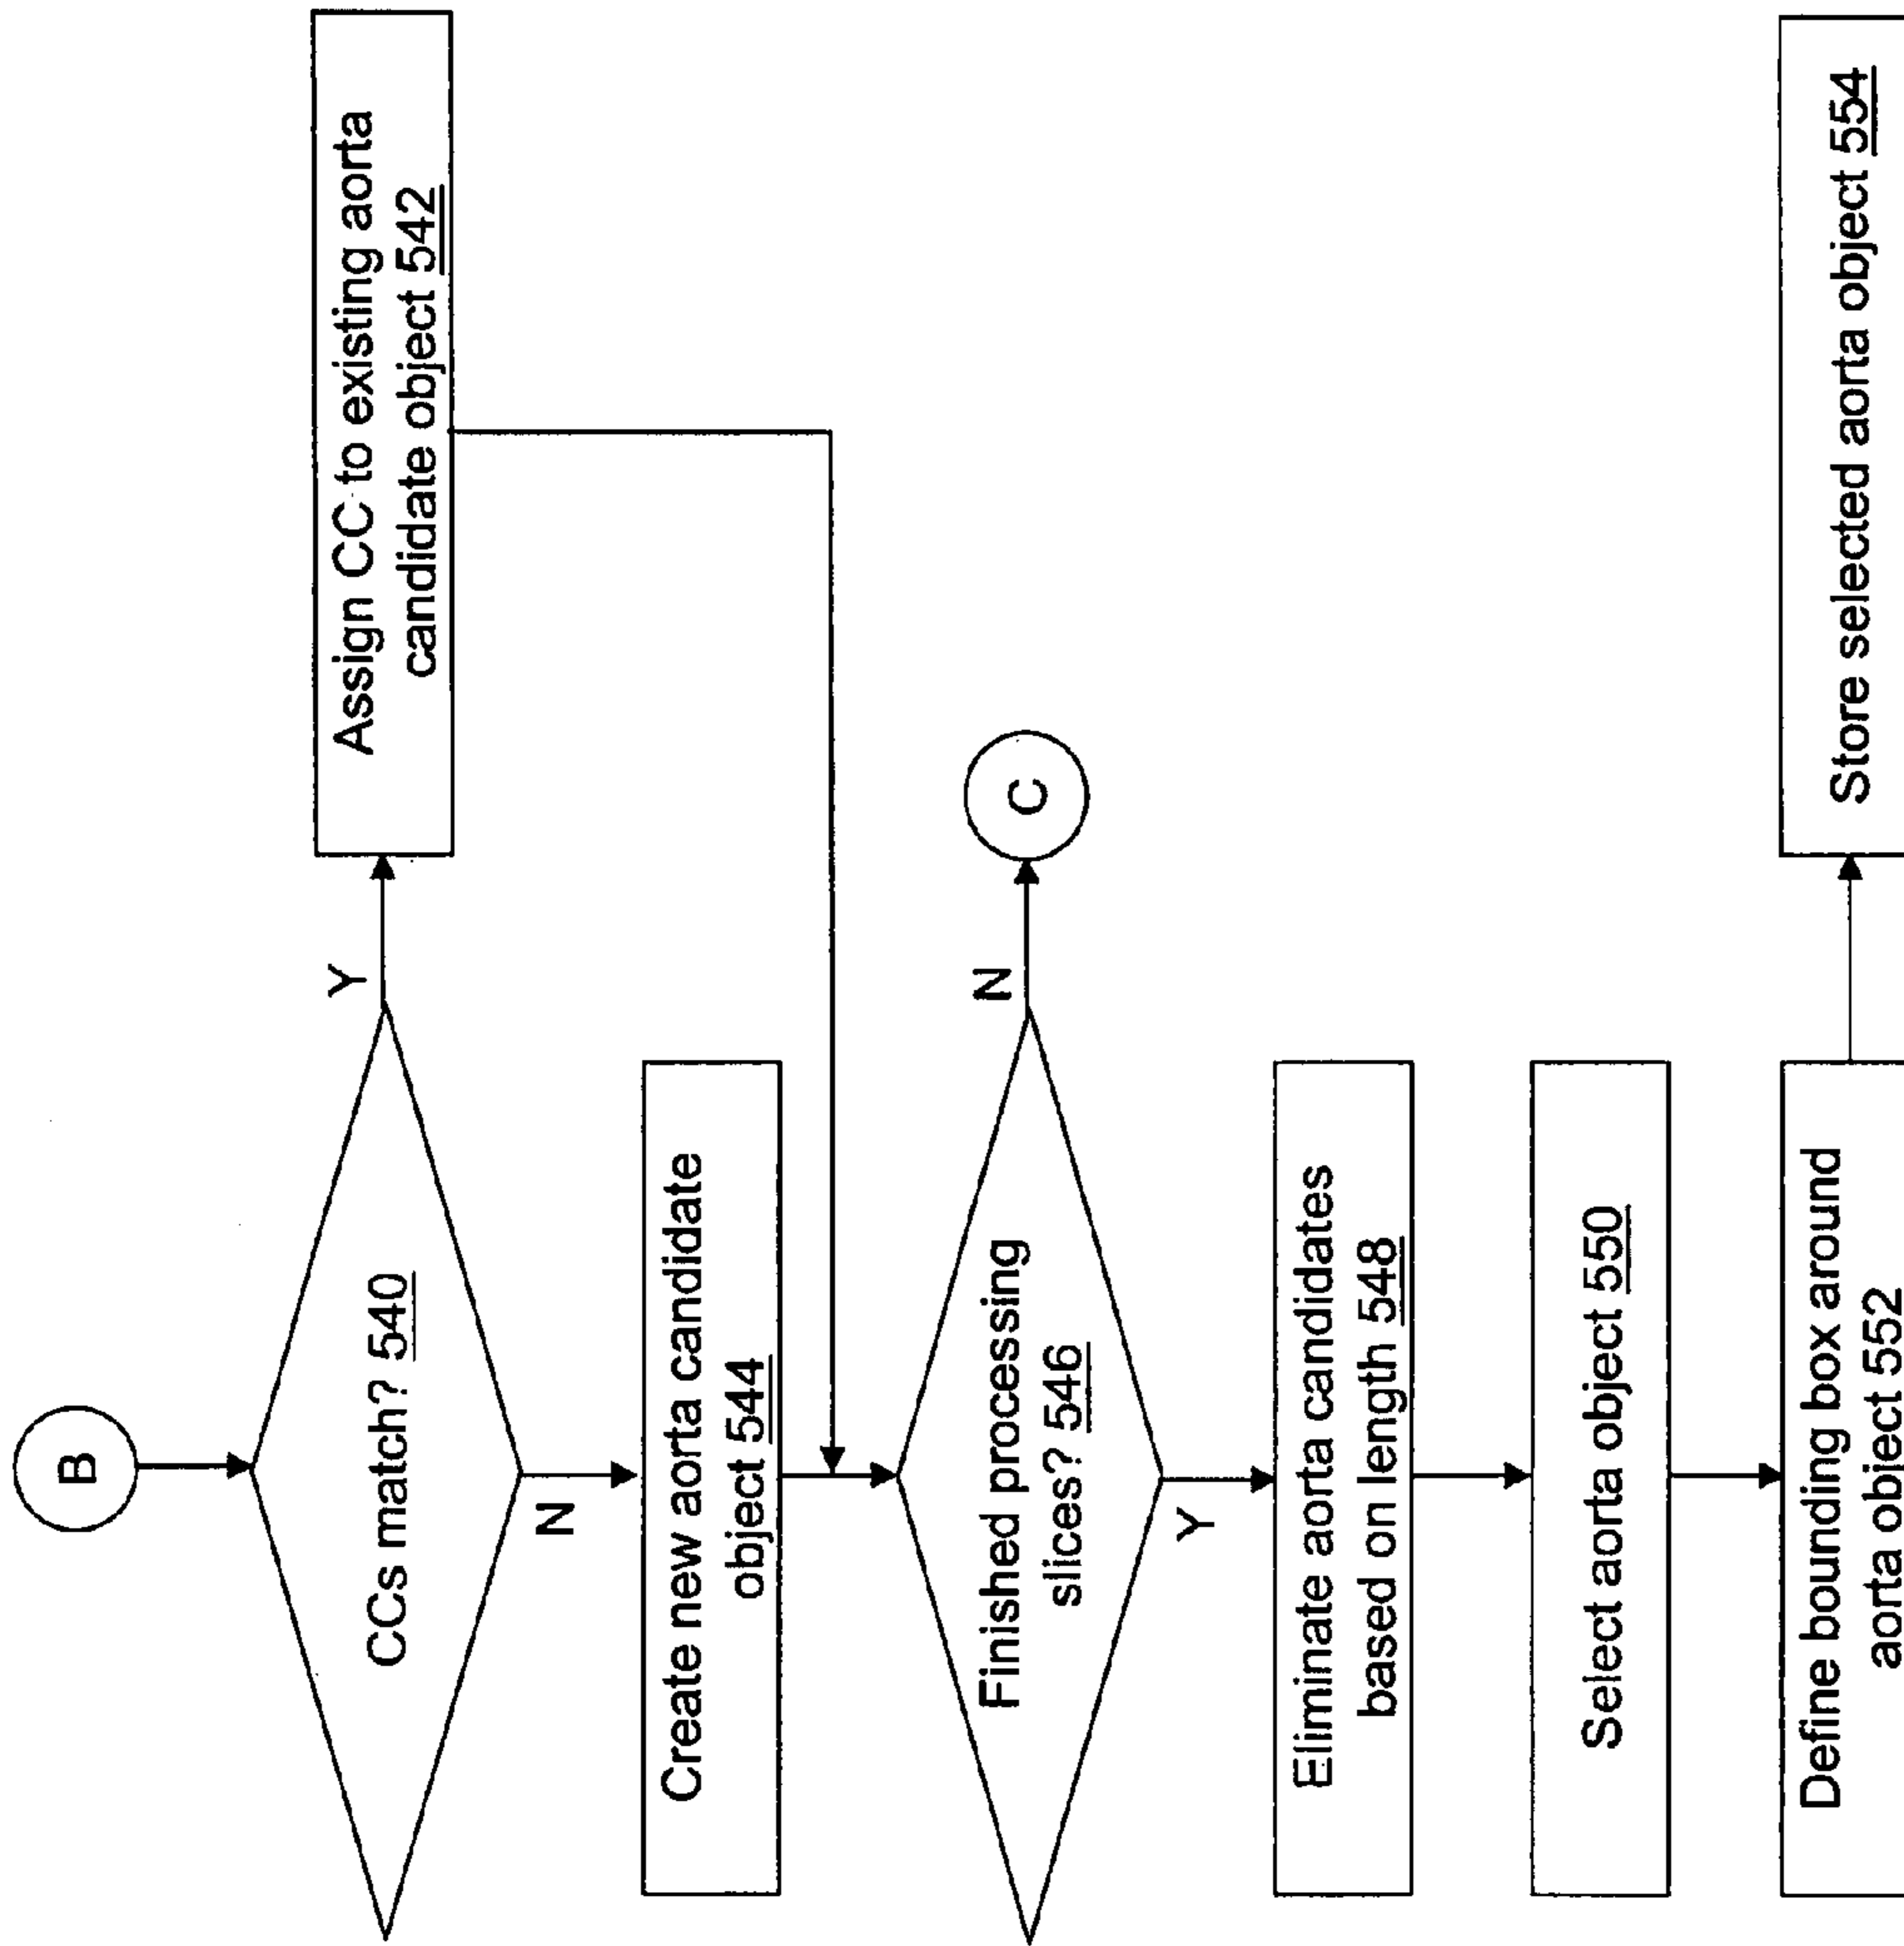 B
CCs match? 540
Y
Assign CC to existing aorta
candidate object 542
N
Create new aorta candidate
object 544
Finished processing
slices? 546
N
C
Y
Eliminate aorta candidates
based on length 548
Select aorta object 550
Define bounding box around
aorta object 552
Store selected aorta object 554